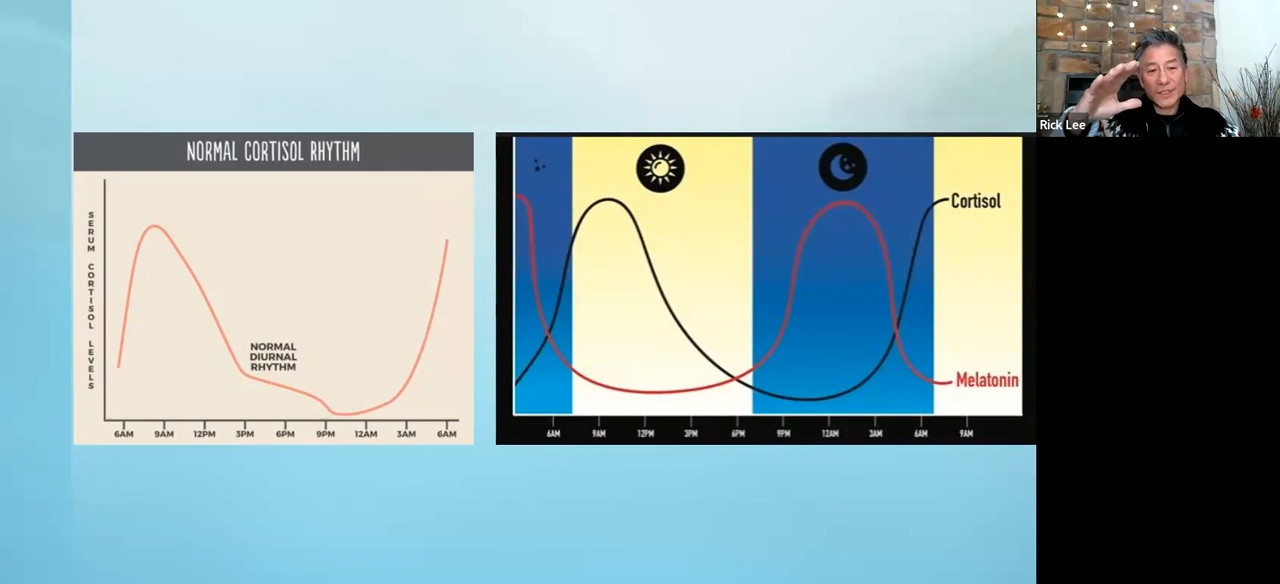 NORMAL CORTISOL RHYTHM
SERUM CORTISOL LEVELS
NORMAL
DIURNAL
RHYTHM
6AM 9AM 12PM 3PM 6PM 9PM 12AM 3AM 6AM
Cortisol
Melatonin
6AM 9AM 12PM 3PM 6PM 9PM 12AM 3AM 6AM 9AM
Rick Lee